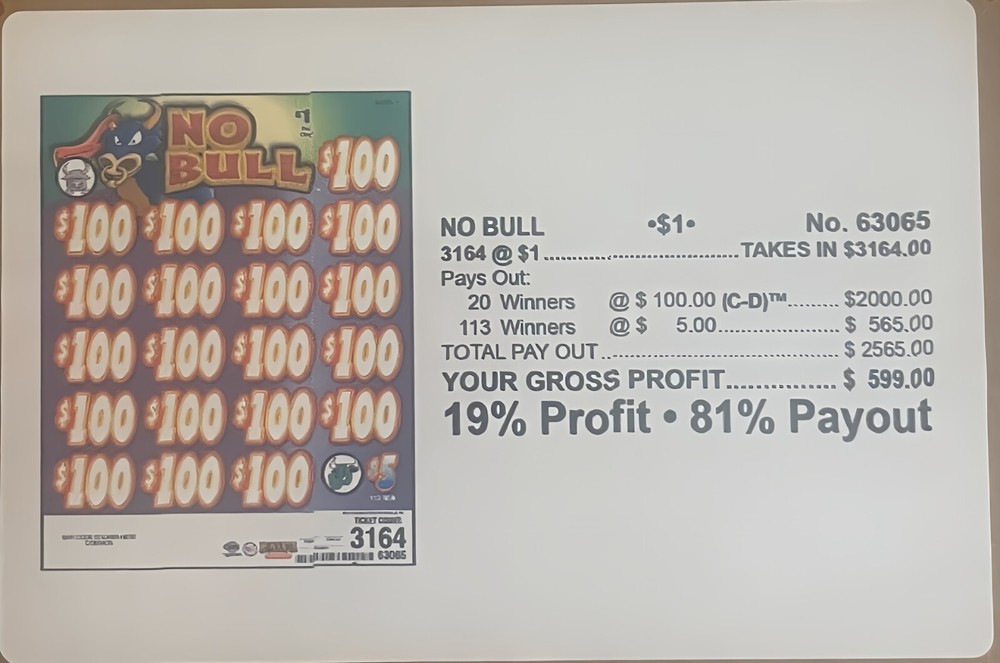 NO
BULL
$1
$100
$100 $100 $100 $100
$100 $100 $100 $100
$100 $100 $100 $100
$100 $100 $100 $100
$100 $100 $100 $5
TICKET COUNT:
3164
63065
NO BULL •$1• No. 63065
3164 @ $1........................................TAKES IN $3164.00
Pays Out:
20 Winners @ $ 100.00 (C-D)™......... $2000.00
113 Winners @ $ 5.00..................... $ 565.00
TOTAL PAY OUT........................................ $ 2565.00
YOUR GROSS PROFIT................ $ 599.00
19% Profit • 81% Payout